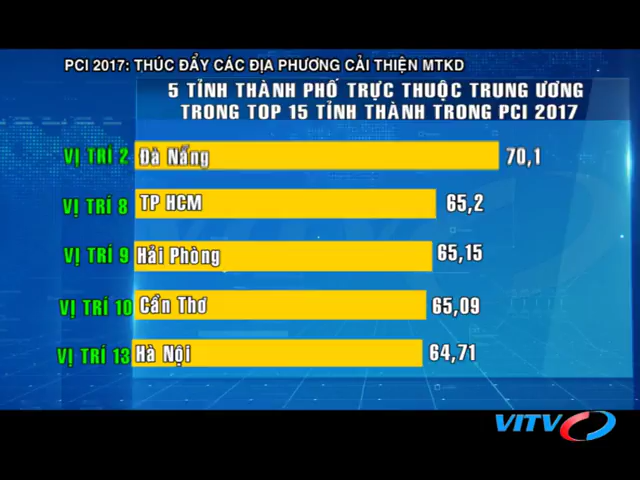 PCI 2017: THÚC ĐẨY CÁC ĐỊA PHƯƠNG CẢI THIỆN MTKD
5 TỈNH THÀNH PHỐ TRỰC THUỘC TRUNG ƯƠNG
TRONG TOP 15 TỈNH THÀNH TRONG PCI 2017
VỊ TRÍ 2 Đà Nẵng 70,1
VỊ TRÍ 8 TP HCM 65,2
VỊ TRÍ 9 Hải Phòng 65,15
VỊ TRÍ 10 Cần Thơ 65,09
VỊ TRÍ 13 Hà Nội 64,71
VITV